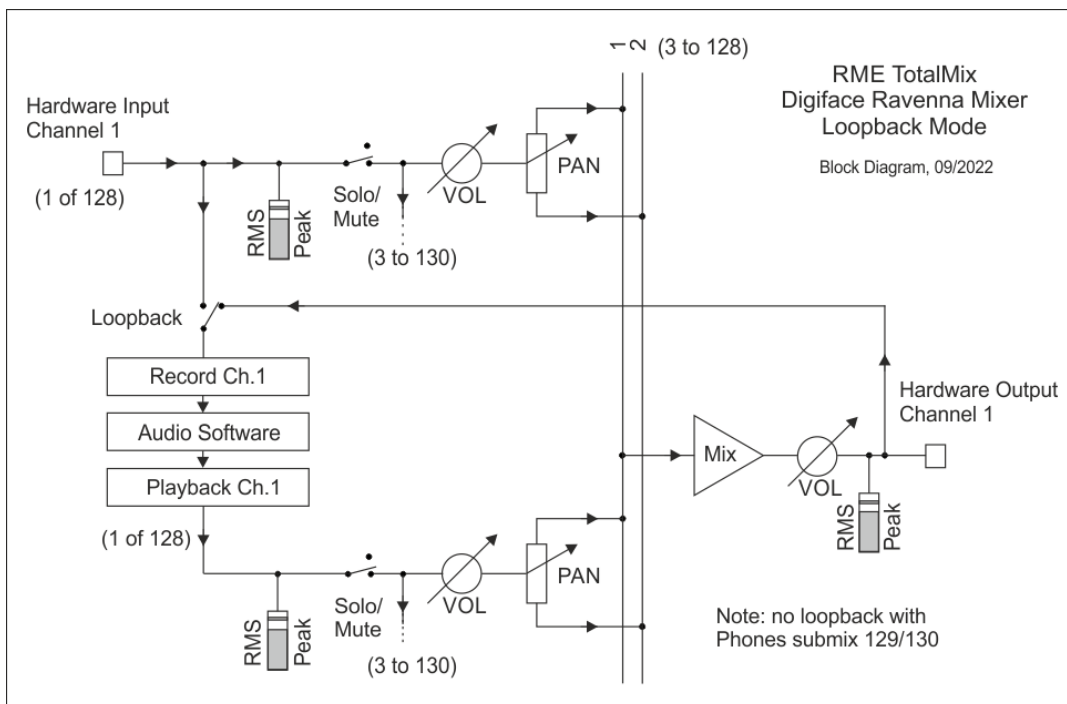 1
2
(3 to 128)
RME TotalMix
Digiface Ravenna Mixer
Loopback Mode
Block Diagram, 09/2022
Hardware Input
Channel 1
(1 of 128)
RMS
Peak
Solo/
Mute
(3 to 130)
VOL
PAN
Loopback
Record Ch.1
Audio Software
Playback Ch.1
(1 of 128)
Hardware Output
Channel 1
Mix
VOL
RMS
Peak
RMS
Peak
Solo/
Mute
(3 to 130)
VOL
PAN
Note: no loopback with
Phones submix 129/130